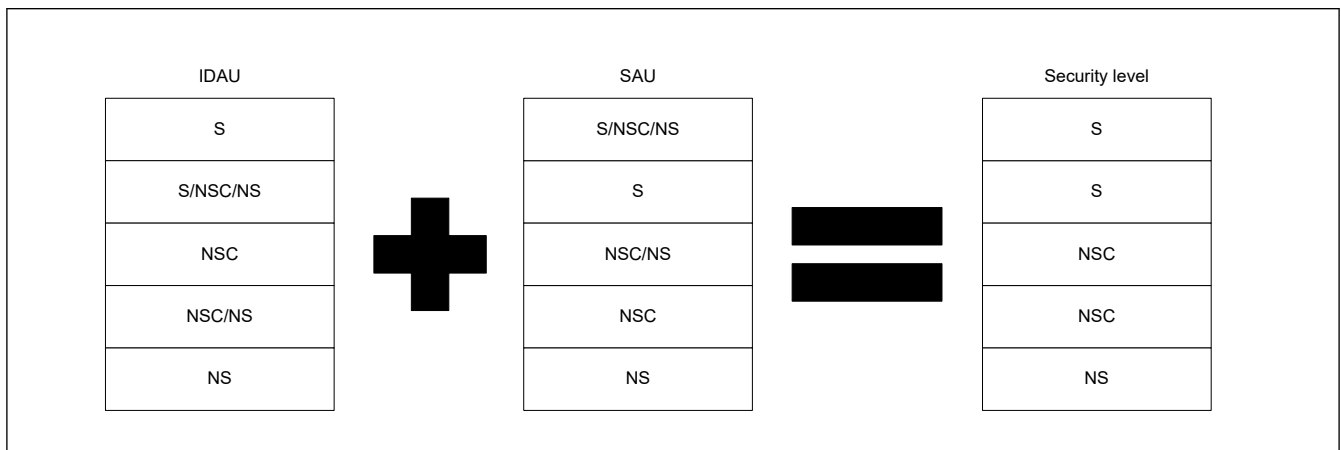 IDAU
S
S/NSC/NS
NSC
NSC/NS
NS
SAU
S/NSC/NS
S
NSC/NS
NSC
NS
Security level
S
S
NSC
NSC
NS